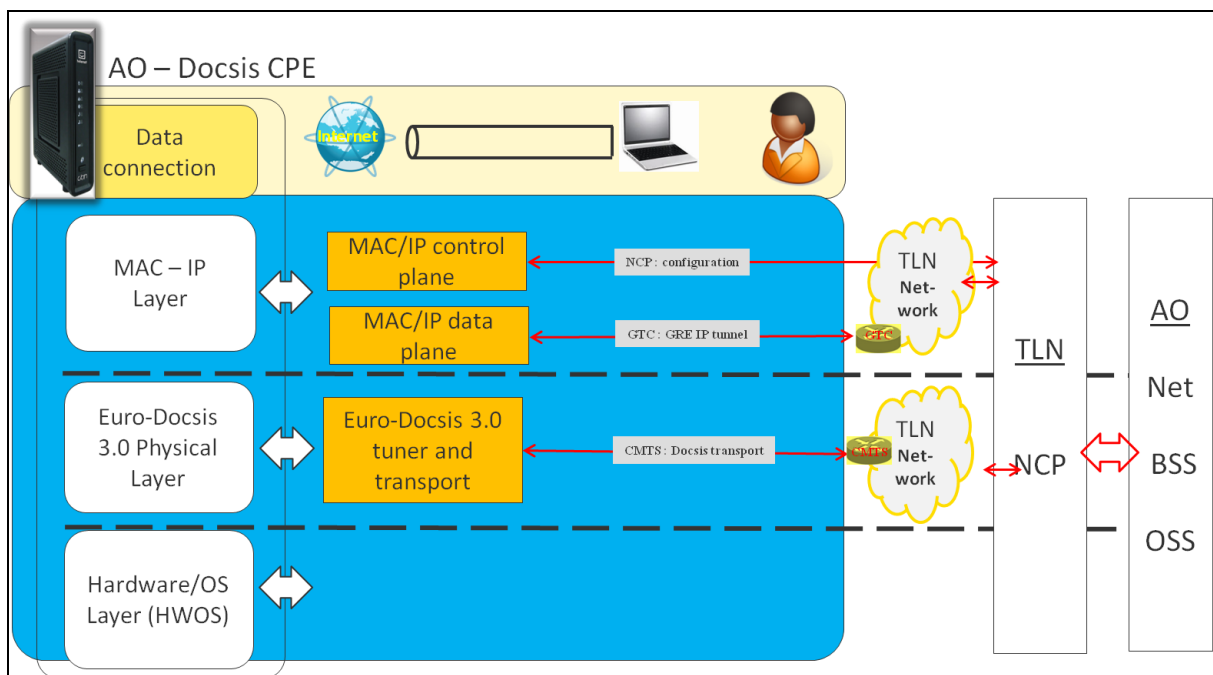 AO – Docsis CPE
Data
connection
Internet
MAC – IP
Layer
MAC/IP control
plane
NCP : configuration
TLN
Net-
work
MAC/IP data
plane
GTC : GRE IP tunnel
GTC
TLN
NCP
AO
Net
BSS
OSS
Euro-Docsis
3.0 Physical
Layer
Euro-Docsis 3.0
tuner and
transport
CMTS : Docsis transport
CMTS
TLN
Net-
work
Hardware/OS
Layer (HWOS)